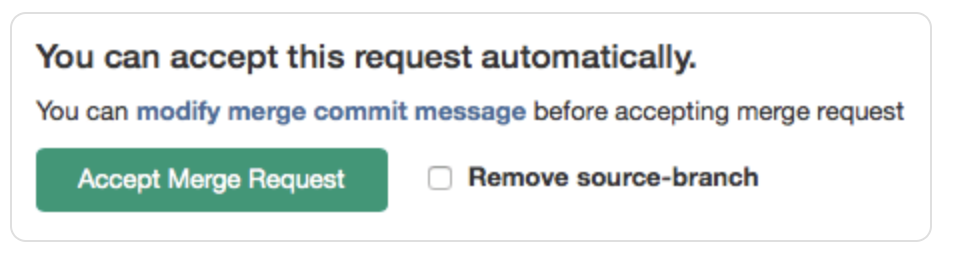 You can accept this request automatically.
You can modify merge commit message before accepting merge request
Accept Merge Request
Remove source-branch